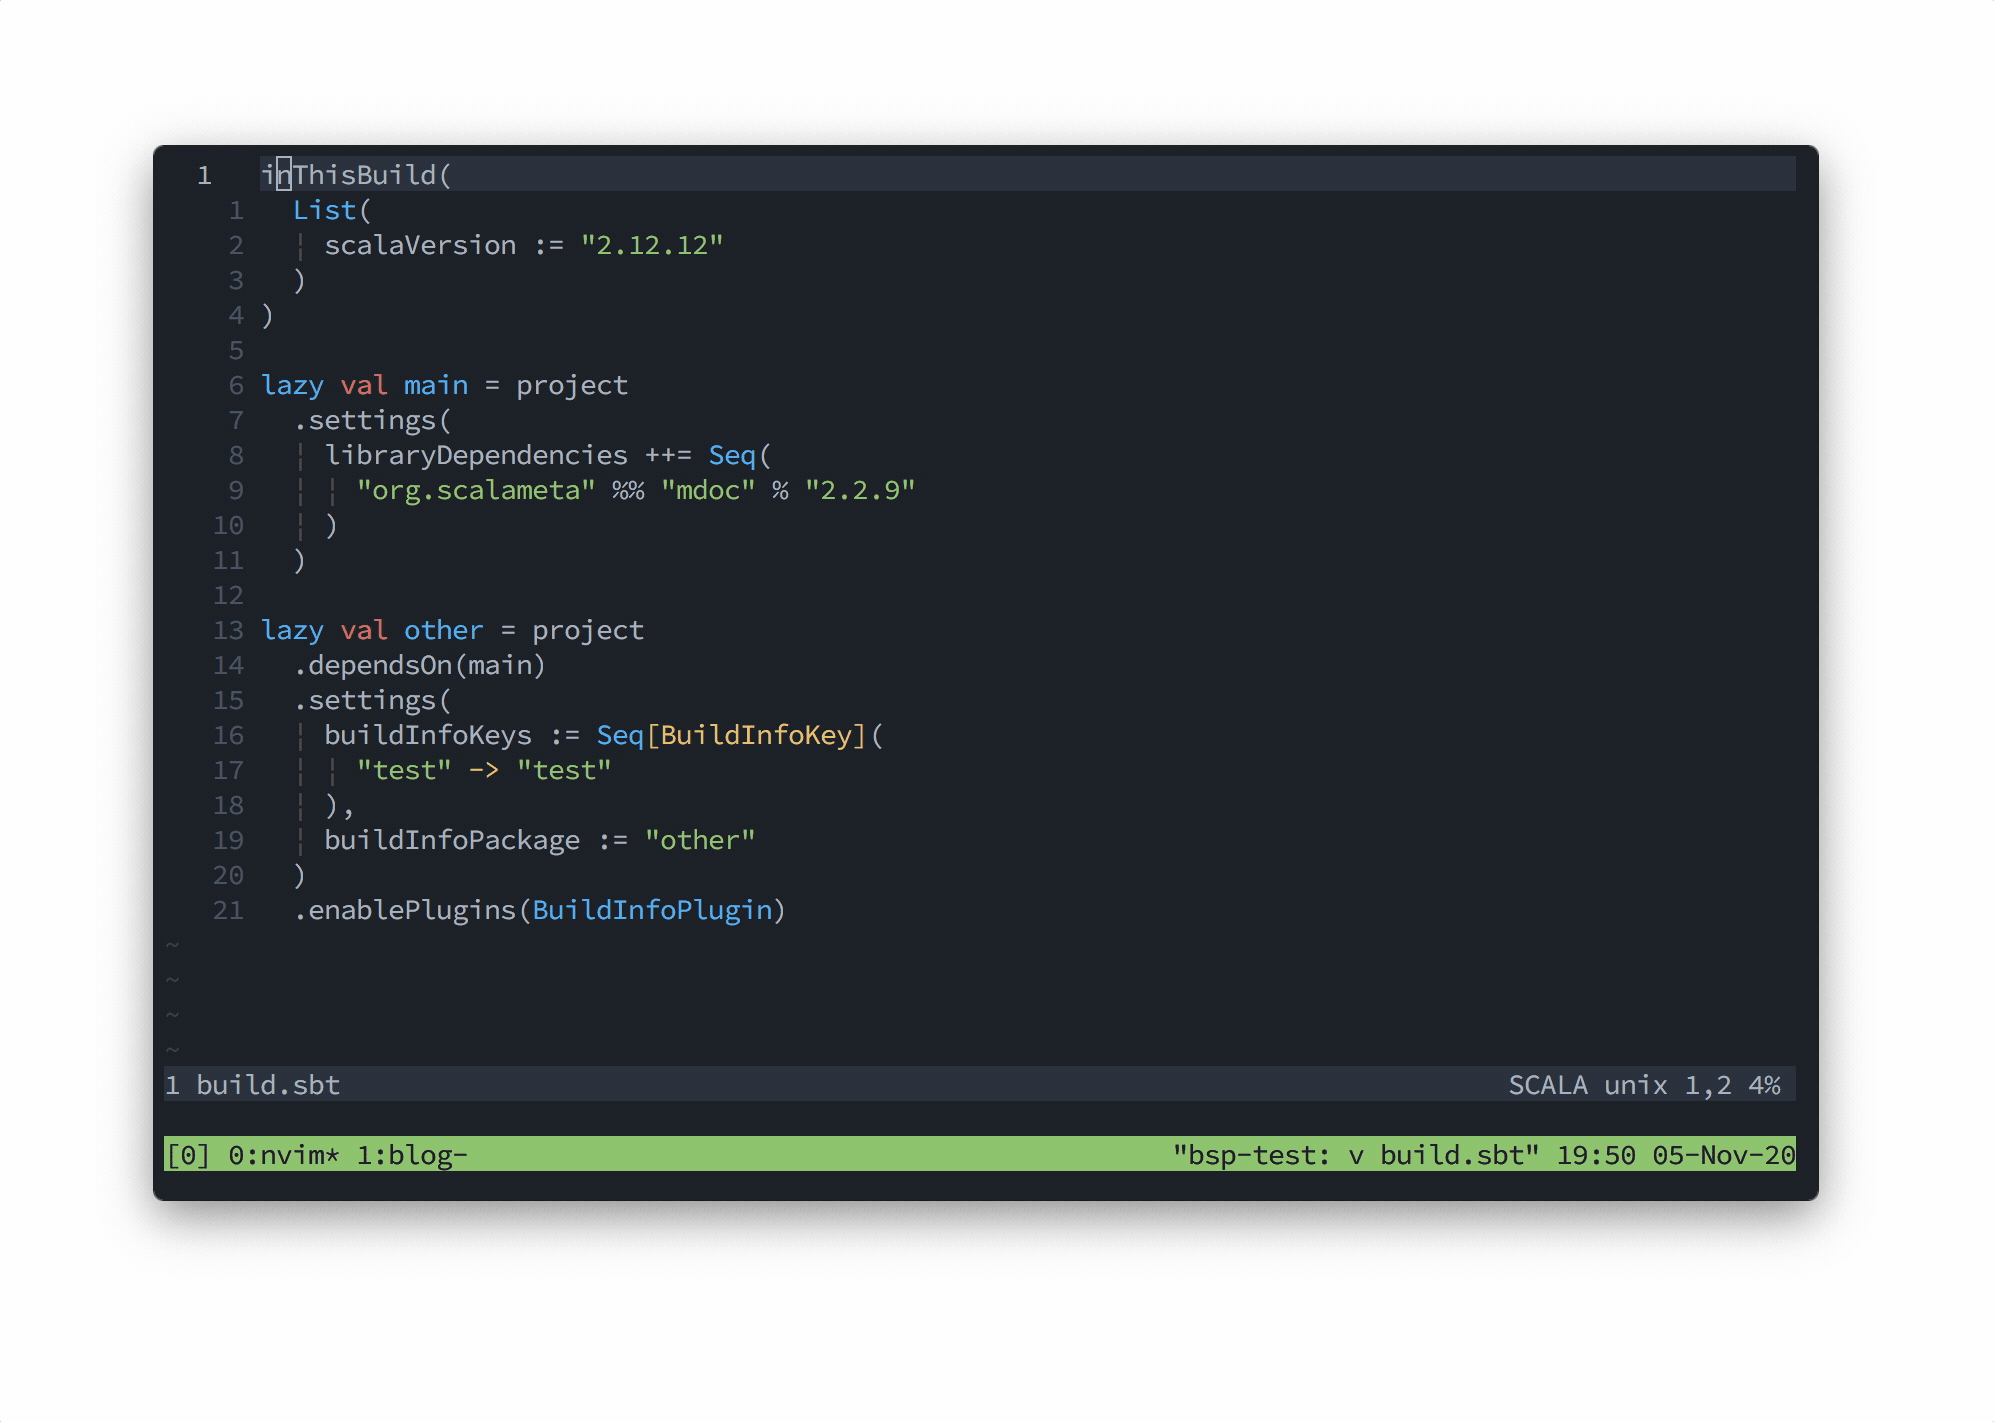 1 inThisBuild(
1 List(
2 ¦ scalaVersion := "2.12.12"
3 )
4 )
5
6 lazy val main = project
7 .settings(
8 ¦ libraryDependencies ++= Seq(
9 ¦ ¦ "org.scalameta" %% "mdoc" % "2.2.9"
10 ¦ )
11 )
12
13 lazy val other = project
14 .dependsOn(main)
15 .settings(
16 ¦ buildInfoKeys := Seq[BuildInfoKey](
17 ¦ ¦ "test" -> "test"
18 ¦ ),
19 ¦ buildInfoPackage := "other"
20 )
21 .enablePlugins(BuildInfoPlugin)
~
~
~
~
1 build.sbt SCALA unix 1,2 4%
[0] 0:nvim* 1:blog- "bsp-test: v build.sbt" 19:50 05-Nov-20